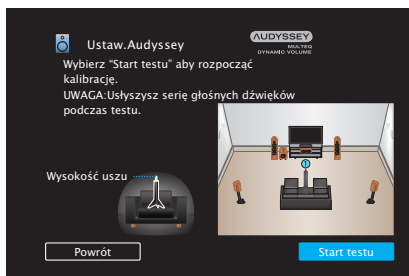 Ustaw.Audyssey
AUDYSSEY
MULTEQ
DYNAMIC VOLUME
Wybierz "Start testu" aby rozpocząć
kalibrację.
UWAGA:Usłyszysz serię głośnych dźwięków
podczas testu.
Wysokość uszu
Powrót
Start testu